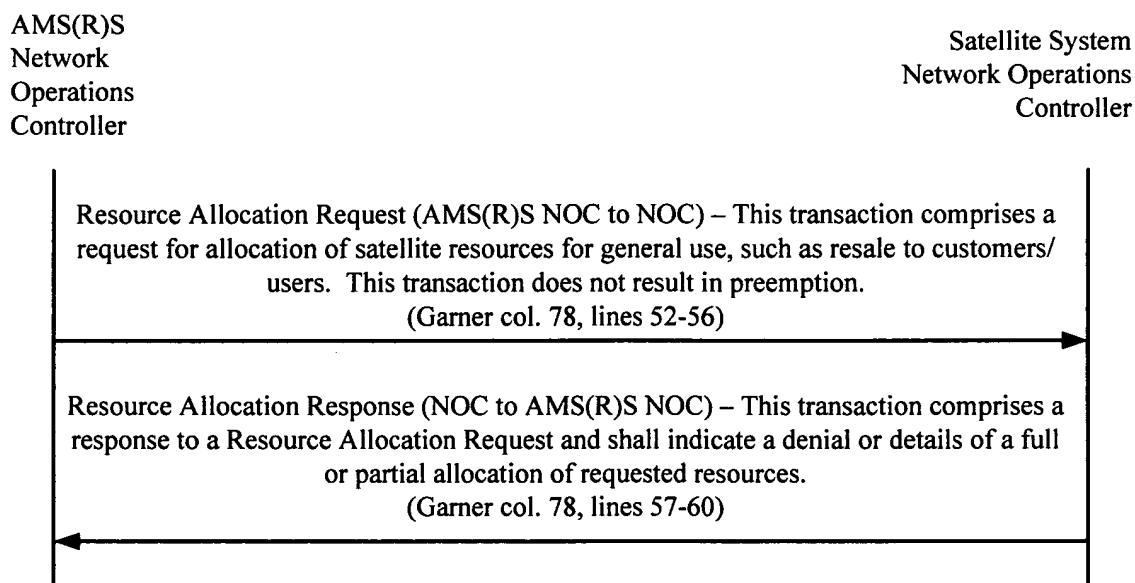 AMS(R)S
Network
Operations
Controller
Satellite System
Network Operations
Controller
Resource Allocation Request (AMS(R)S NOC to NOC) – This transaction comprises a
request for allocation of satellite resources for general use, such as resale to customers/
users. This transaction does not result in preemption.
(Garner col. 78, lines 52-56)
Resource Allocation Response (NOC to AMS(R)S NOC) – This transaction comprises a
response to a Resource Allocation Request and shall indicate a denial or details of a full
or partial allocation of requested resources.
(Garner col. 78, lines 57-60)